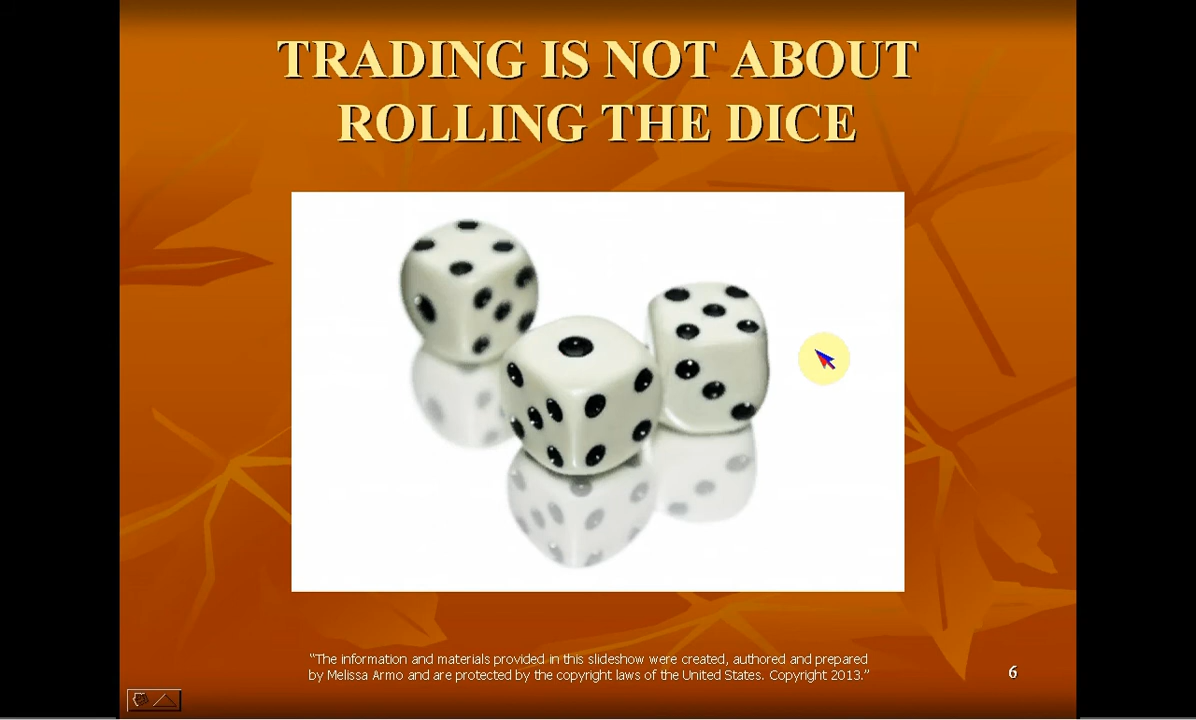 TRADING IS NOT ABOUT
ROLLING THE DICE
"The information and materials provided in this slideshow were created, authored and prepared
by Melissa Armo and are protected by the copyright laws of the United States. Copyright 2013."
6